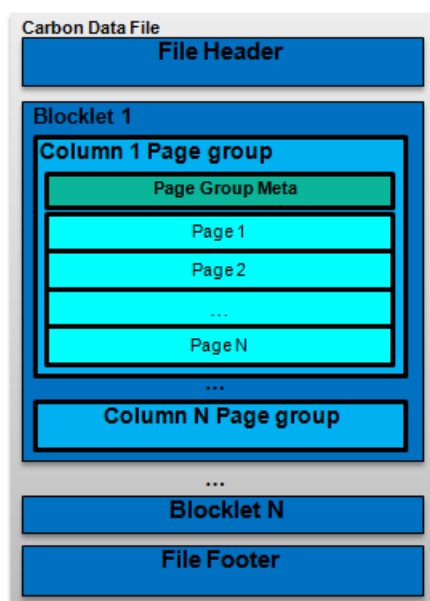 Carbon Data File
File Header
Blocklet 1
Column 1 Page group
Page Group Meta
Page 1
Page 2
...
Page N
...
Column N Page group
...
Blocklet N
File Footer